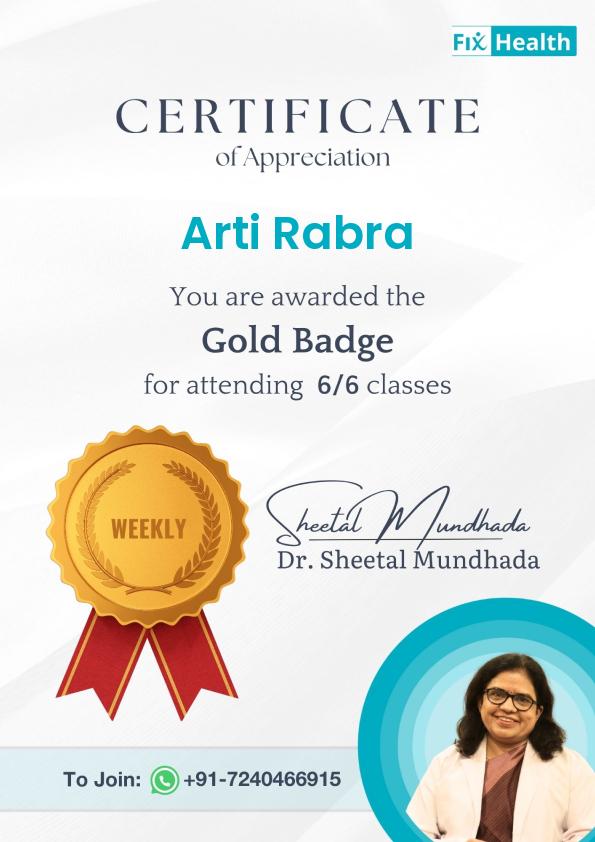 Fix Health
CERTIFICATE
of Appreciation
Arti Rabra
You are awarded the
Gold Badge
for attending 6/6 classes
WEEKLY
Sheetal Mundhada
Dr. Sheetal Mundhada
To Join: +91-7240466915